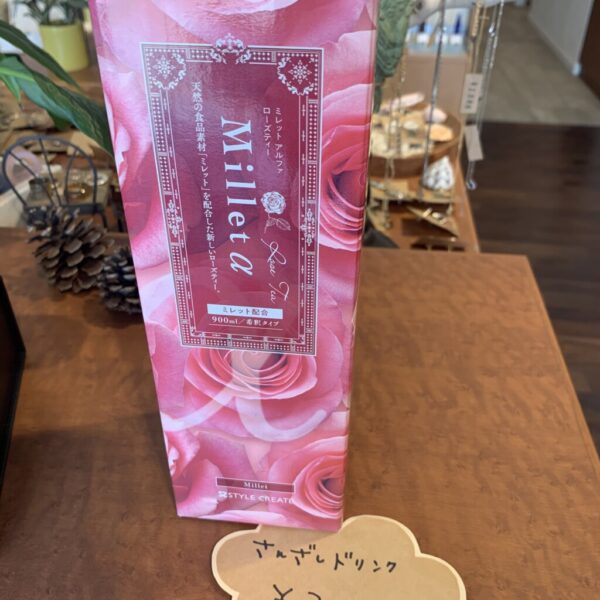 ミレット アルファ
ローズティー
Millet α
Rose Tea
天然の食品素材「ミレット」を配合した新しいローズティー。
ミレット配合
900ml／希釈タイプ
Millet
STYLE CREATE
さんざしドリンク